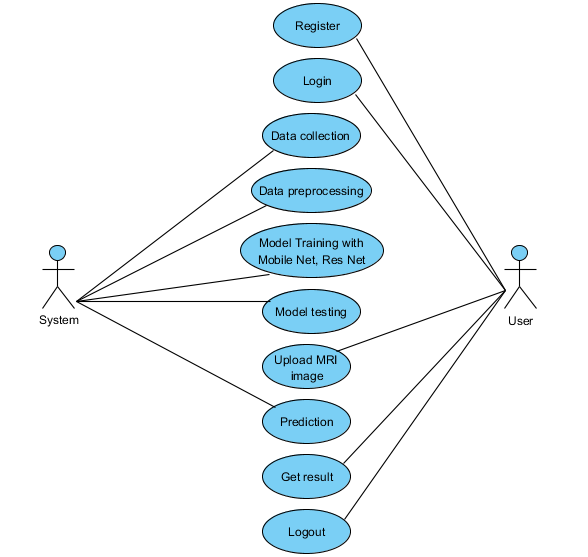 Register
Login
Data collection
Data preprocessing
Model Training with
Mobile Net, Res Net
System
User
Model testing
Upload MRI
image
Prediction
Get result
Logout